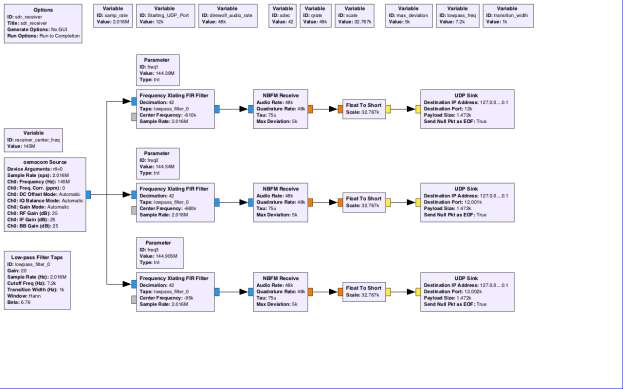 Options
ID: sdr_receiver
Title: sdr_receiver
Generate Options: No GUI
Run Options: Run to Completion
Variable
ID: samp_rate
Value: 2.016M
Variable
ID: Starting_UDP_Port
Value: 12k
Variable
ID: direwolf_audio_rate
Value: 48k
Variable
Value: 42
Variable
ID: qrate
Value: 48k
Variable
ID: scale
Value: 32.767k
Variable
ID: max_deviation
Value: 5k
Variable
ID: lowpass_freq
Value: 7.2k
Variable
ID: transition_width
Value: 1k
Parameter
ID: freq1
Value: 144.39M
Type: Int
Frequency Xlating FIR Filter
Decimation: 42
Taps: lowpass_filter_0
Center Frequency: -610k
Sample Rate: 2.016M
NBFM Receive
Audio Rate: 48k
Quadrature Rate: 48k
Tau: 75u
Max Deviation: 5k
Float To Short
Scale: 32.767k
UDP Sink
Destination IP Address: 127.0.0....0.1
Destination Port: 12k
Payload Size: 1.472k
Send Null Pkt as EOF: True
Variable
ID: receiver_center_freq
Value: 145M
osmocom Source
Device Arguments: rtl=0
Sample Rate (sps): 2.016M
Ch0: Frequency (Hz): 145M
Ch0: Freq. Corr. (ppm): 0
Ch0: DC Offset Mode: Automatic
Ch0: IQ Balance Mode: Automatic
Ch0: Gain Mode: Automatic
Ch0: RF Gain (dB): 25
Ch0: IF Gain (dB): 25
Ch0: BB Gain (dB): 25
Parameter
ID: freq2
Type: Int
Frequency Xlating FIR Filter
Decimation: 42
Taps: lowpass_filter_0
Center Frequency:
Sample Rate: 2.016M
NBFM Receive
Audio Rate: 48k
Quadrature Rate: 48k
Tau: 75u
Max Deviation: 5k
Float To Short
Scale: 32.767k
UDP Sink
Destination IP Address: 127.0.0....0.1
Destination Port: 12.001k
Payload Size: 1.472k
Send Null Pkt as EOF: True
Low-pass Filter Taps
ID: lowpass_filter_0
Gain: 20
Sample Rate (Hz): 2.016M
Cutoff Freq (Hz): 7.2k
Transition Width (Hz): 1k
Window: Hann
Beta: 6.76
Parameter
ID: freq3
Value: 144.905M
Type: Int
Frequency Xlating FIR Filter
Decimation: 42
Taps: lowpass_filter_0
Center Frequency: -95k
Sample Rate: 2.016M
NBFM Receive
Audio Rate: 48k
Quadrature Rate: 48k
Tau: 75u
Max Deviation: 5k
Float To Short
Scale: 32.767k
UDP Sink
Destination IP Address: 127.0.0....0.1
Destination Port: 12.002k
Payload Size: 1.472k
Send Null Pkt as EOF: True